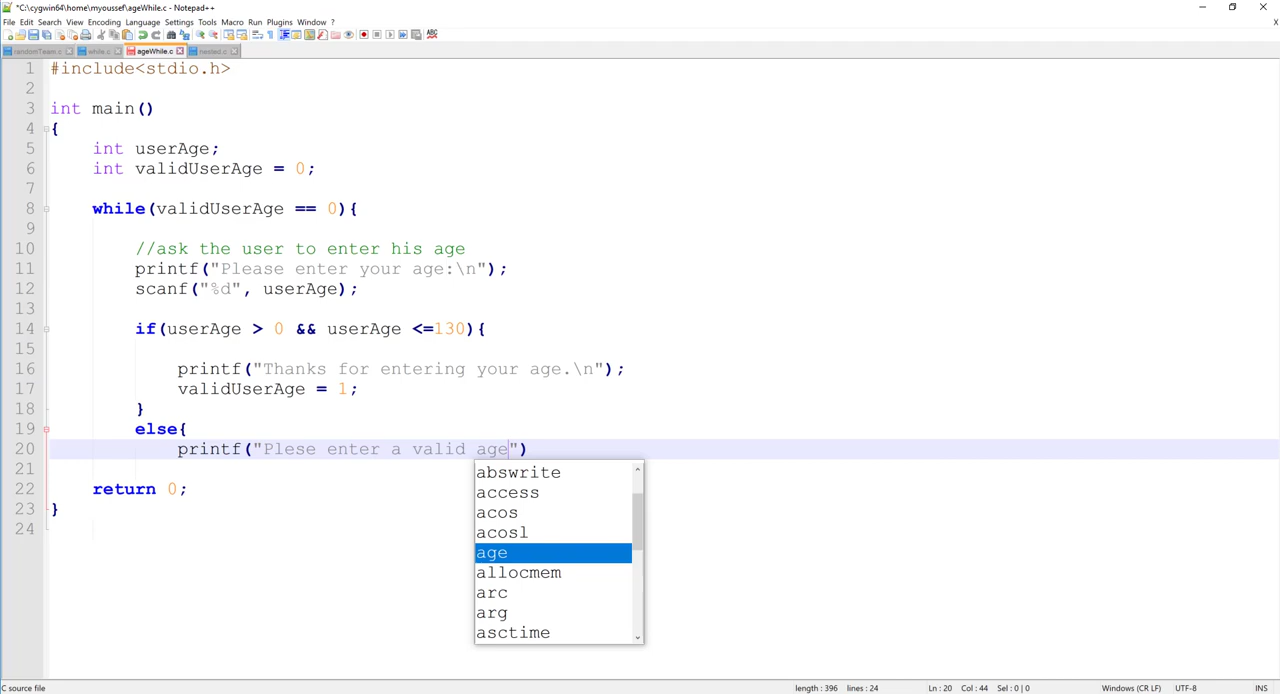 *C:\cygwin64\home\myoussef\ageWhile.c - Notepad++
File Edit Search View Encoding Language Settings Tools Macro Run Plugins Window ?
X
randomTeam.c while.c ageWhile.c nested.c
1 #include<stdio.h>
2
3 int main()
4 {
5 int userAge;
6 int validUserAge = 0;
7
8 while(validUserAge == 0){
9
10 //ask the user to enter his age
11 printf("Please enter your age:\n");
12 scanf("%d", userAge);
13
14 if(userAge > 0 && userAge <=130){
15
16 printf("Thanks for entering your age.\n");
17 validUserAge = 1;
18 }
19 else{
20 printf("Plese enter a valid age")
21
22 return 0;
23 }
24
abswrite
access
acos
acosl
age
allocmem
arc
arg
asctime
C source file length : 396 lines : 24 Ln : 20 Col : 44 Sel : 0 | 0 Windows (CR LF) UTF-8 INS